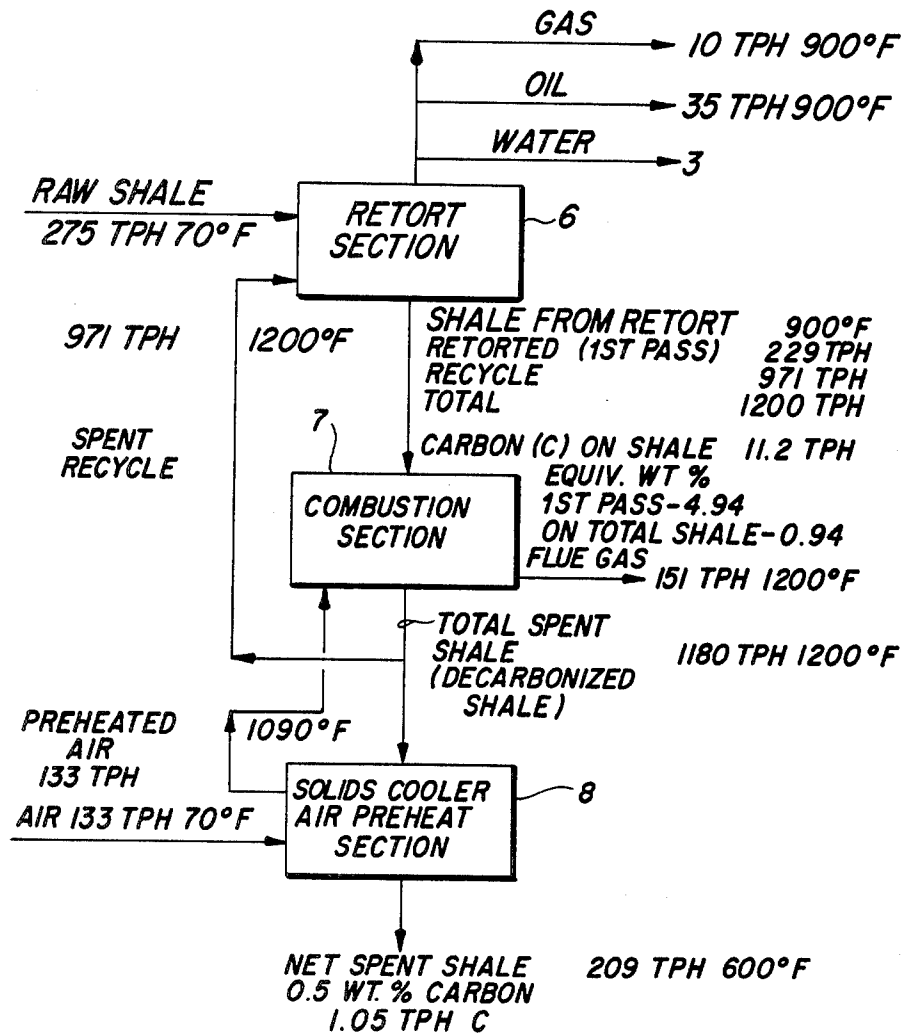 GAS
10 TPH 900°F
OIL
35 TPH 900°F
WATER
3
RAW SHALE
275 TPH 70°F
RETORT
SECTION
6
971 TPH
1200°F
SHALE FROM RETORT 900°F
RETORTED (1ST PASS) 229 TPH
RECYCLE 971 TPH
TOTAL 1200 TPH
SPENT
RECYCLE
7
CARBON (C) ON SHALE 11.2 TPH
EQUIV. WT %
1ST PASS-4.94
ON TOTAL SHALE-0.94
COMBUSTION
SECTION
FLUE GAS
151 TPH 1200°F
TOTAL SPENT
SHALE
(DECARBONIZED
SHALE)
1180 TPH 1200°F
PREHEATED
AIR
133 TPH
1090°F
AIR 133 TPH 70°F
SOLIDS COOLER
AIR PREHEAT
SECTION
8
NET SPENT SHALE 209 TPH 600°F
0.5 WT. % CARBON
1.05 TPH C